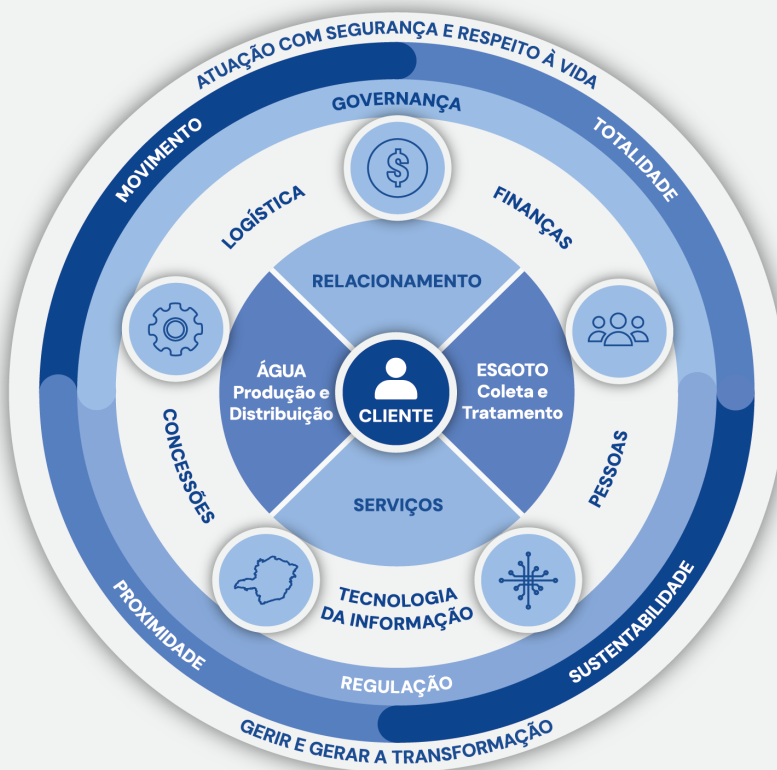 ATUAÇÃO COM SEGURANÇA E RESPEITO À VIDA
MOVIMENTO
TOTALIDADE
GOVERNANÇA
$
LOGÍSTICA
FINANÇAS
RELACIONAMENTO
ÁGUA
Produção e
Distribuição
CLIENTE
ESGOTO
Coleta e
Tratamento
CONCESSÕES
PESSOAS
SERVIÇOS
TECNOLOGIA
DA INFORMAÇÃO
PROXIMIDADE
SUSTENTABILIDADE
REGULAÇÃO
GERIR E GERAR A TRANSFORMAÇÃO